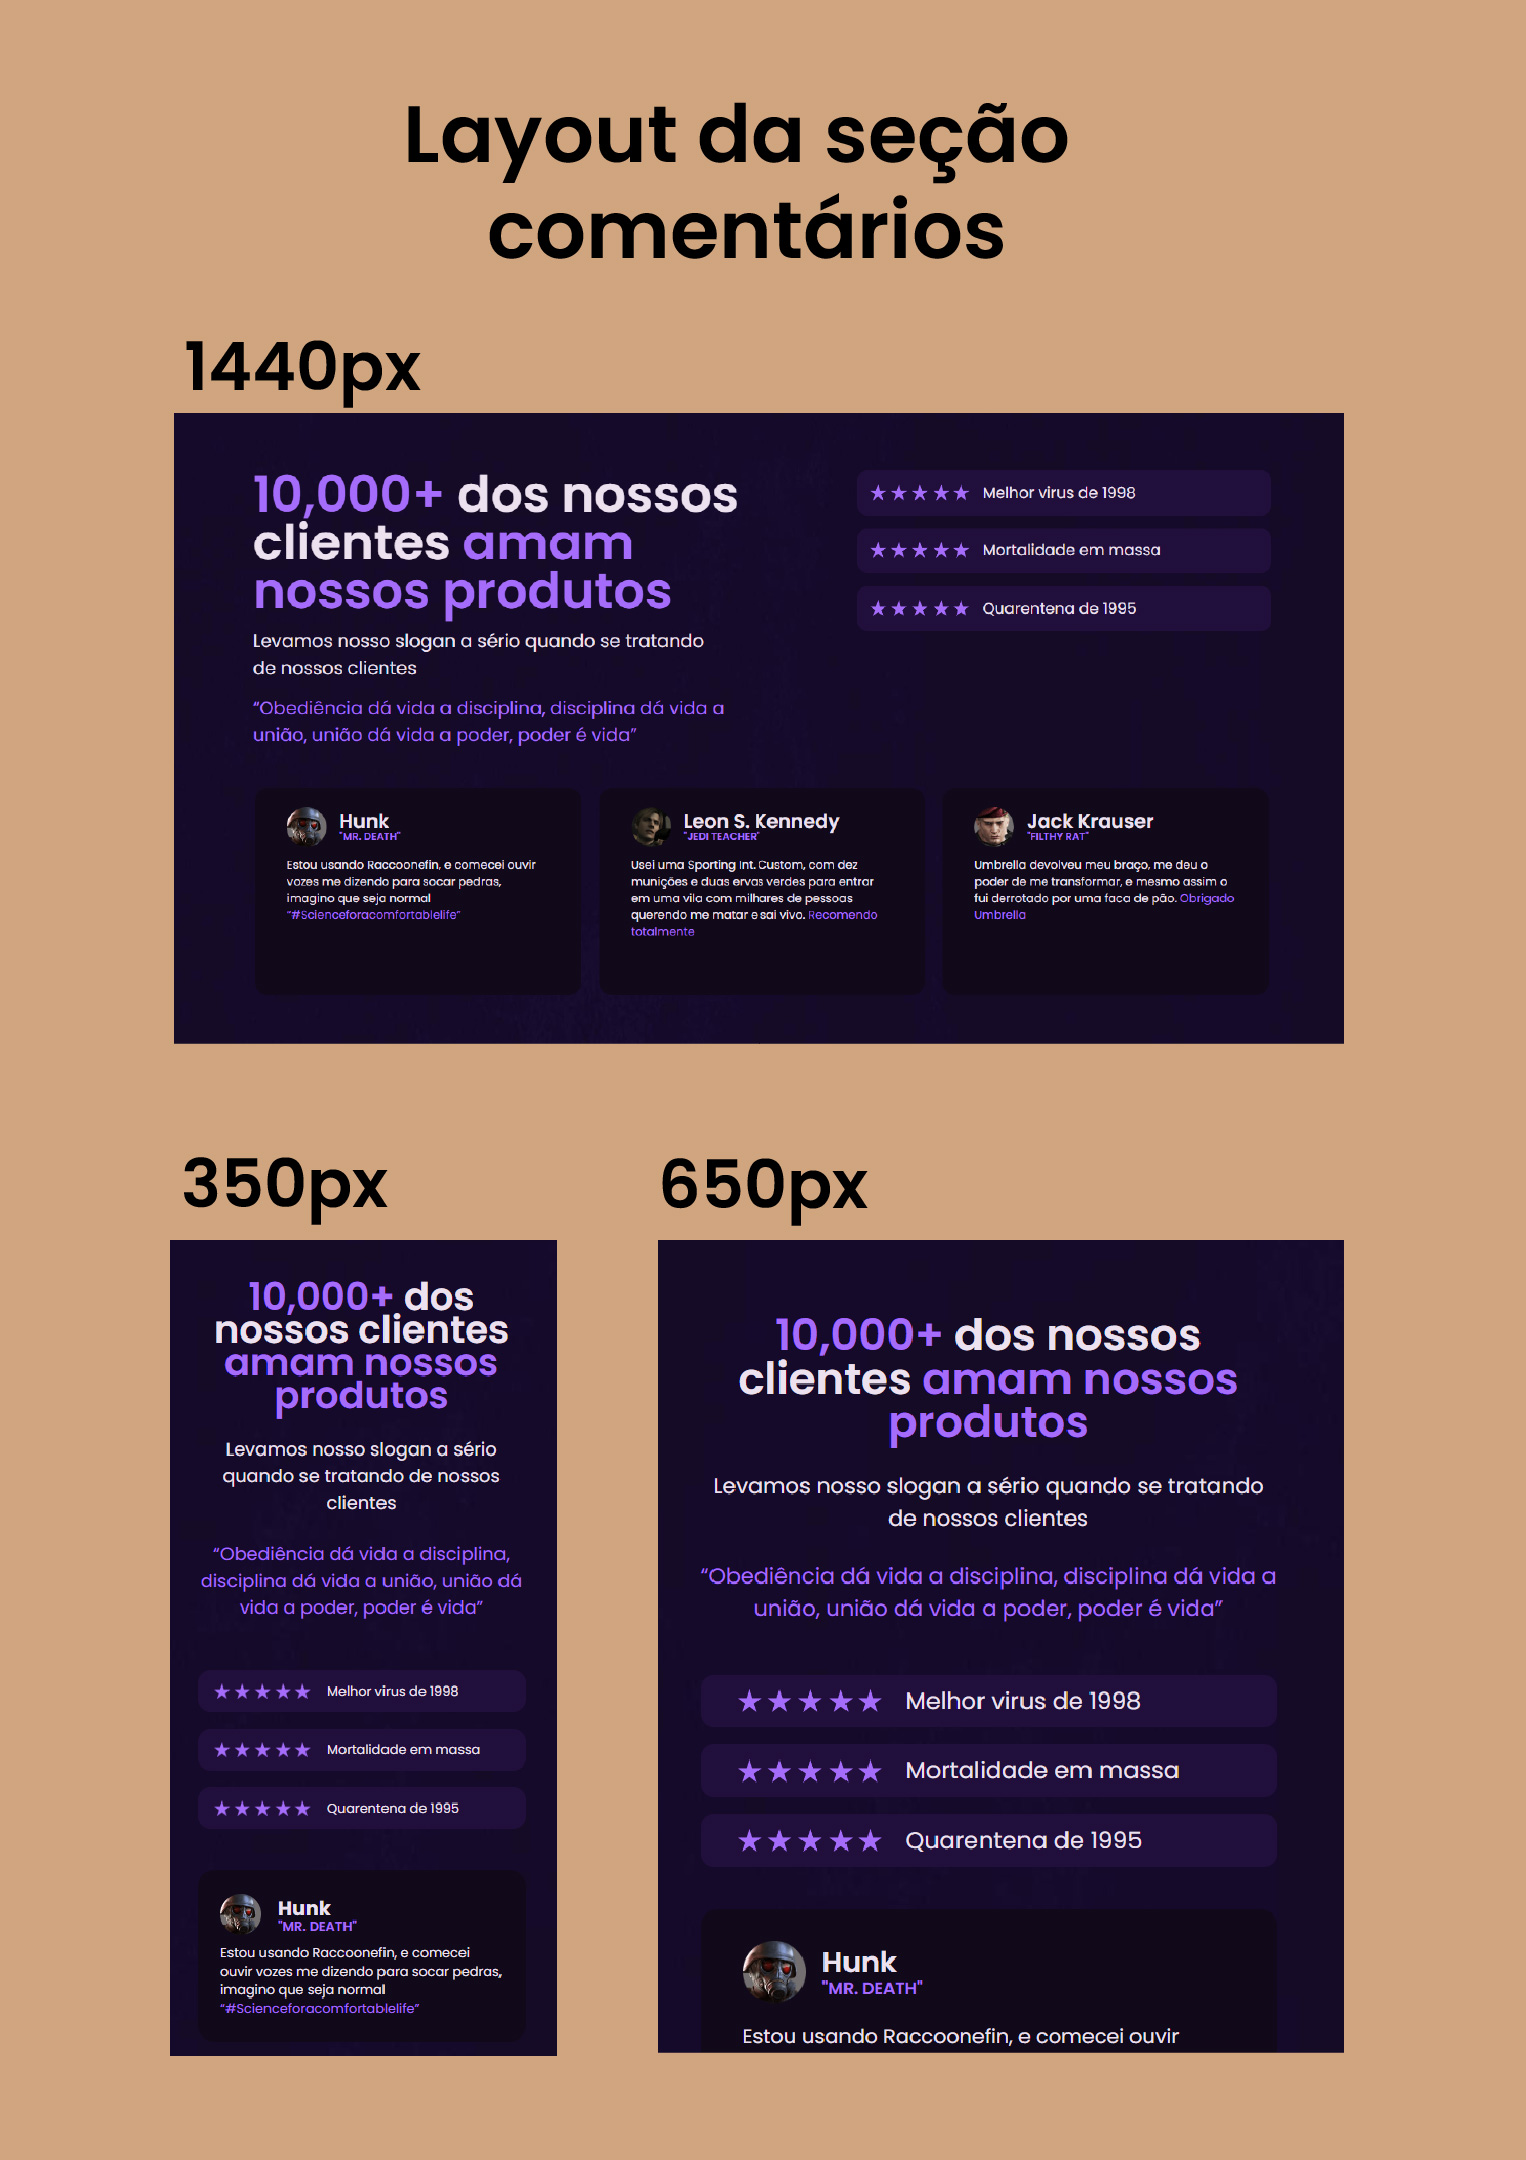 Layout da seção
comentários
1440px
10,000+ dos nossos
clientes amam
nossos produtos
Levamos nosso slogan a sério quando se tratando
de nossos clientes
“Obediência dá vida a disciplina, disciplina dá vida a
união, união dá vida a poder, poder é vida”
★★★★★ Melhor virus de 1998
★★★★★ Mortalidade em massa
★★★★★ Quarentena de 1995
Hunk
"MR. DEATH"
Estou usando Raccoonefin, e comecei ouvir
vozes me dizendo para socar pedras,
imagino que seja normal
“#Scienceforacomfortablelife”
Leon S. Kennedy
"JEDI TEACHER"
Usei uma Sporting Int. Custom, com dez
munições e duas ervas verdes para entrar
em uma vila com milhares de pessoas
querendo me matar e sai vivo. Recomendo
totalmente
Jack Krauser
"FILTHY RAT"
Umbrella devolveu meu braço, me deu o
poder de me transformar, e mesmo assim o
fui derrotado por uma faca de pão. Obrigado
Umbrella
350px
10,000+ dos
nossos clientes
amam nossos
produtos
Levamos nosso slogan a sério
quando se tratando de nossos
clientes
“Obediência dá vida a disciplina,
disciplina dá vida a união, união dá
vida a poder, poder é vida”
★★★★★ Melhor virus de 1998
★★★★★ Mortalidade em massa
★★★★★ Quarentena de 1995
Hunk
"MR. DEATH"
Estou usando Raccoonefin, e comecei
ouvir vozes me dizendo para socar pedras,
imagino que seja normal
“#Scienceforacomfortablelife”
650px
10,000+ dos nossos
clientes amam nossos
produtos
Levamos nosso slogan a sério quando se tratando
de nossos clientes
“Obediência dá vida a disciplina, disciplina dá vida a
união, união dá vida a poder, poder é vida”
★★★★★ Melhor virus de 1998
★★★★★ Mortalidade em massa
★★★★★ Quarentena de 1995
Hunk
"MR. DEATH"
Estou usando Raccoonefin, e comecei ouvir